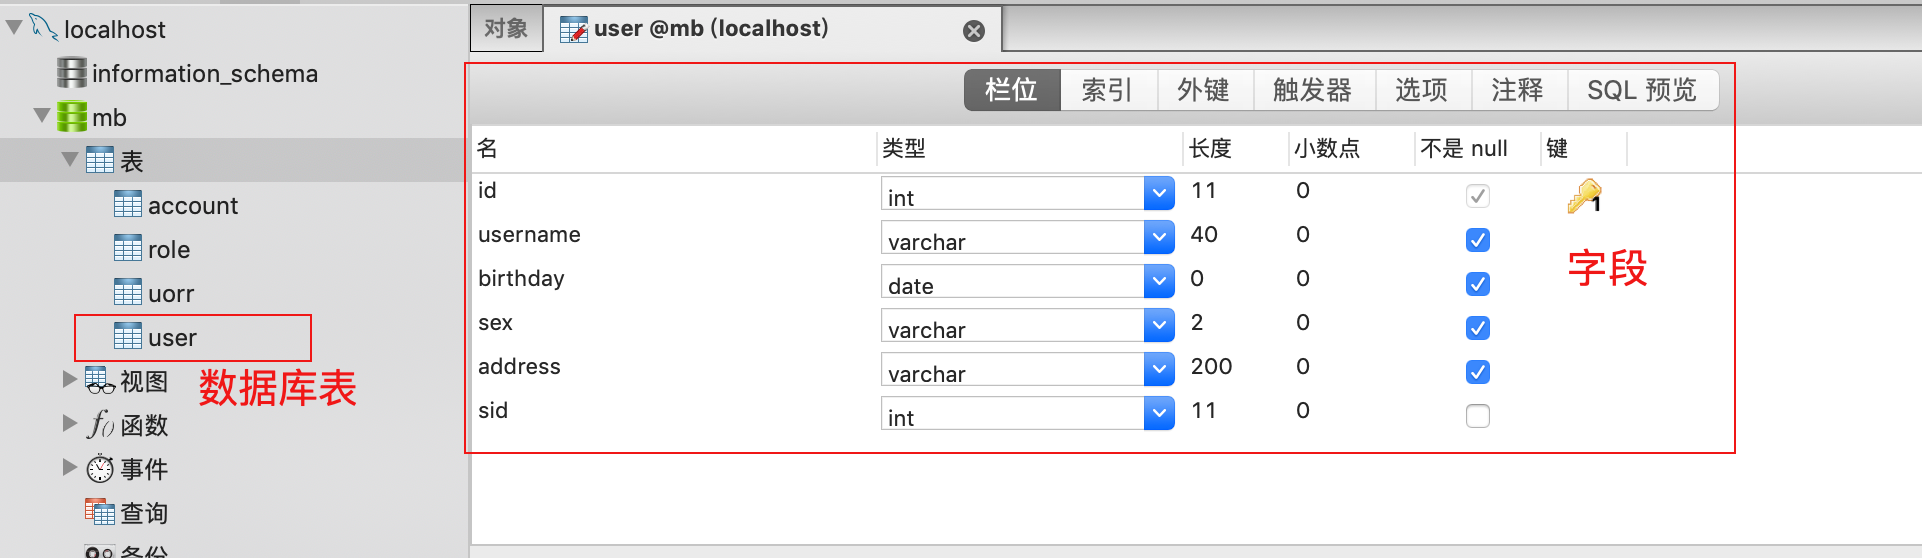 localhost
information_schema
mb
表
account
role
uorr
user
数据库表
视图
f() 函数
事件
查询
备份
对象
user @mb (localhost)
栏位 索引 外键 触发器 选项 注释 SQL 预览
名 类型 长度 小数点 不是 null 键
id int 11 0 1
username varchar 40 0
birthday date 0 0
sex varchar 2 0
address varchar 200 0
sid int 11 0
字段